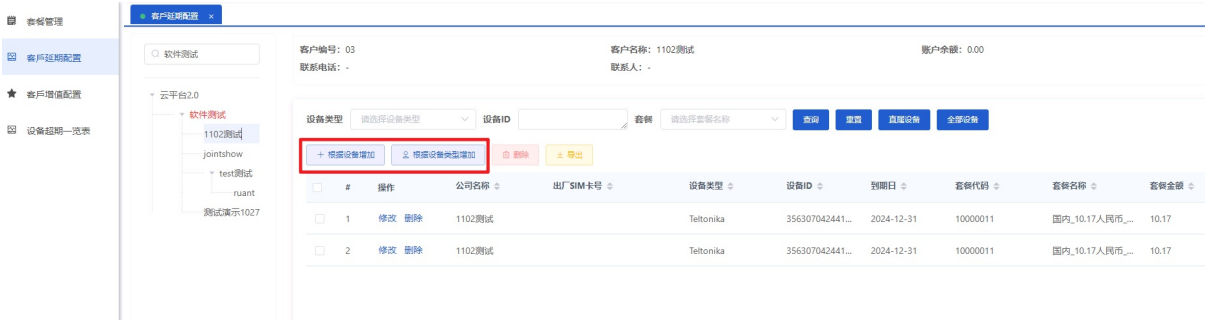 套餐管理
客戶延期配置
客戶增值配置
设备超期一览表
客戶延期配置 ×
软件测试
云平台2.0
软件测试
1102测试
jointshow
test测试
ruant
测试演示1027
客户编号：03 客户名称：1102测试 账户余额：0.00
联系电话：- 联系人：-
设备类型 请选择设备类型 设备ID 套餐 请选择套餐名称 查询 重置 直属设备 全部设备
+ 根据设备增加 根据设备类型增加 删除 导出
# 操作 公司名称 出厂SIM卡号 设备类型 设备ID 到期日 套餐代码 套餐名称 套餐金额
1 修改 删除 1102测试 Teltonika 356307042441... 2024-12-31 10000011 国内_10.17人民币_... 10.17
2 修改 删除 1102测试 Teltonika 356307042441... 2024-12-31 10000011 国内_10.17人民币_... 10.17